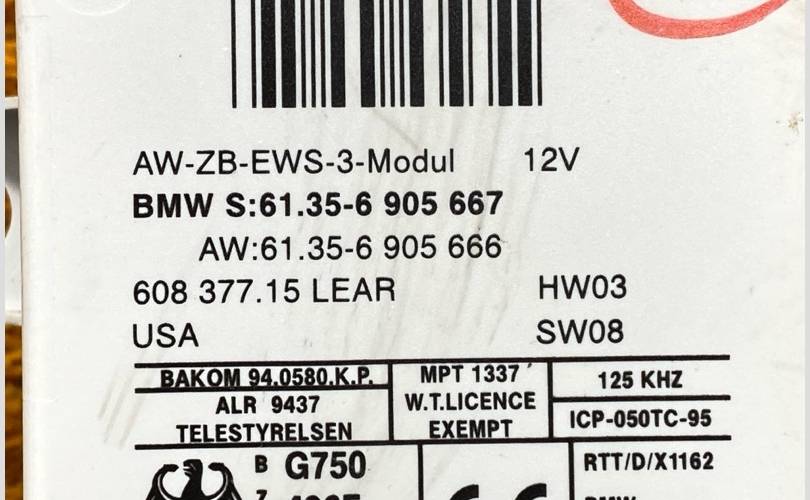 AW-ZB-EWS-3-Modul 12V
BMW S:61.35-6 905 667
AW:61.35-6 905 666
608 377.15 LEAR HW03
USA SW08
BAKOM 94.0580.K.P. MPT 1337 125 KHZ
ALR 9437 W.T.LICENCE ICP-050TC-95
TELESTYRELSEN EXEMPT
B G750 RTT/D/X1162